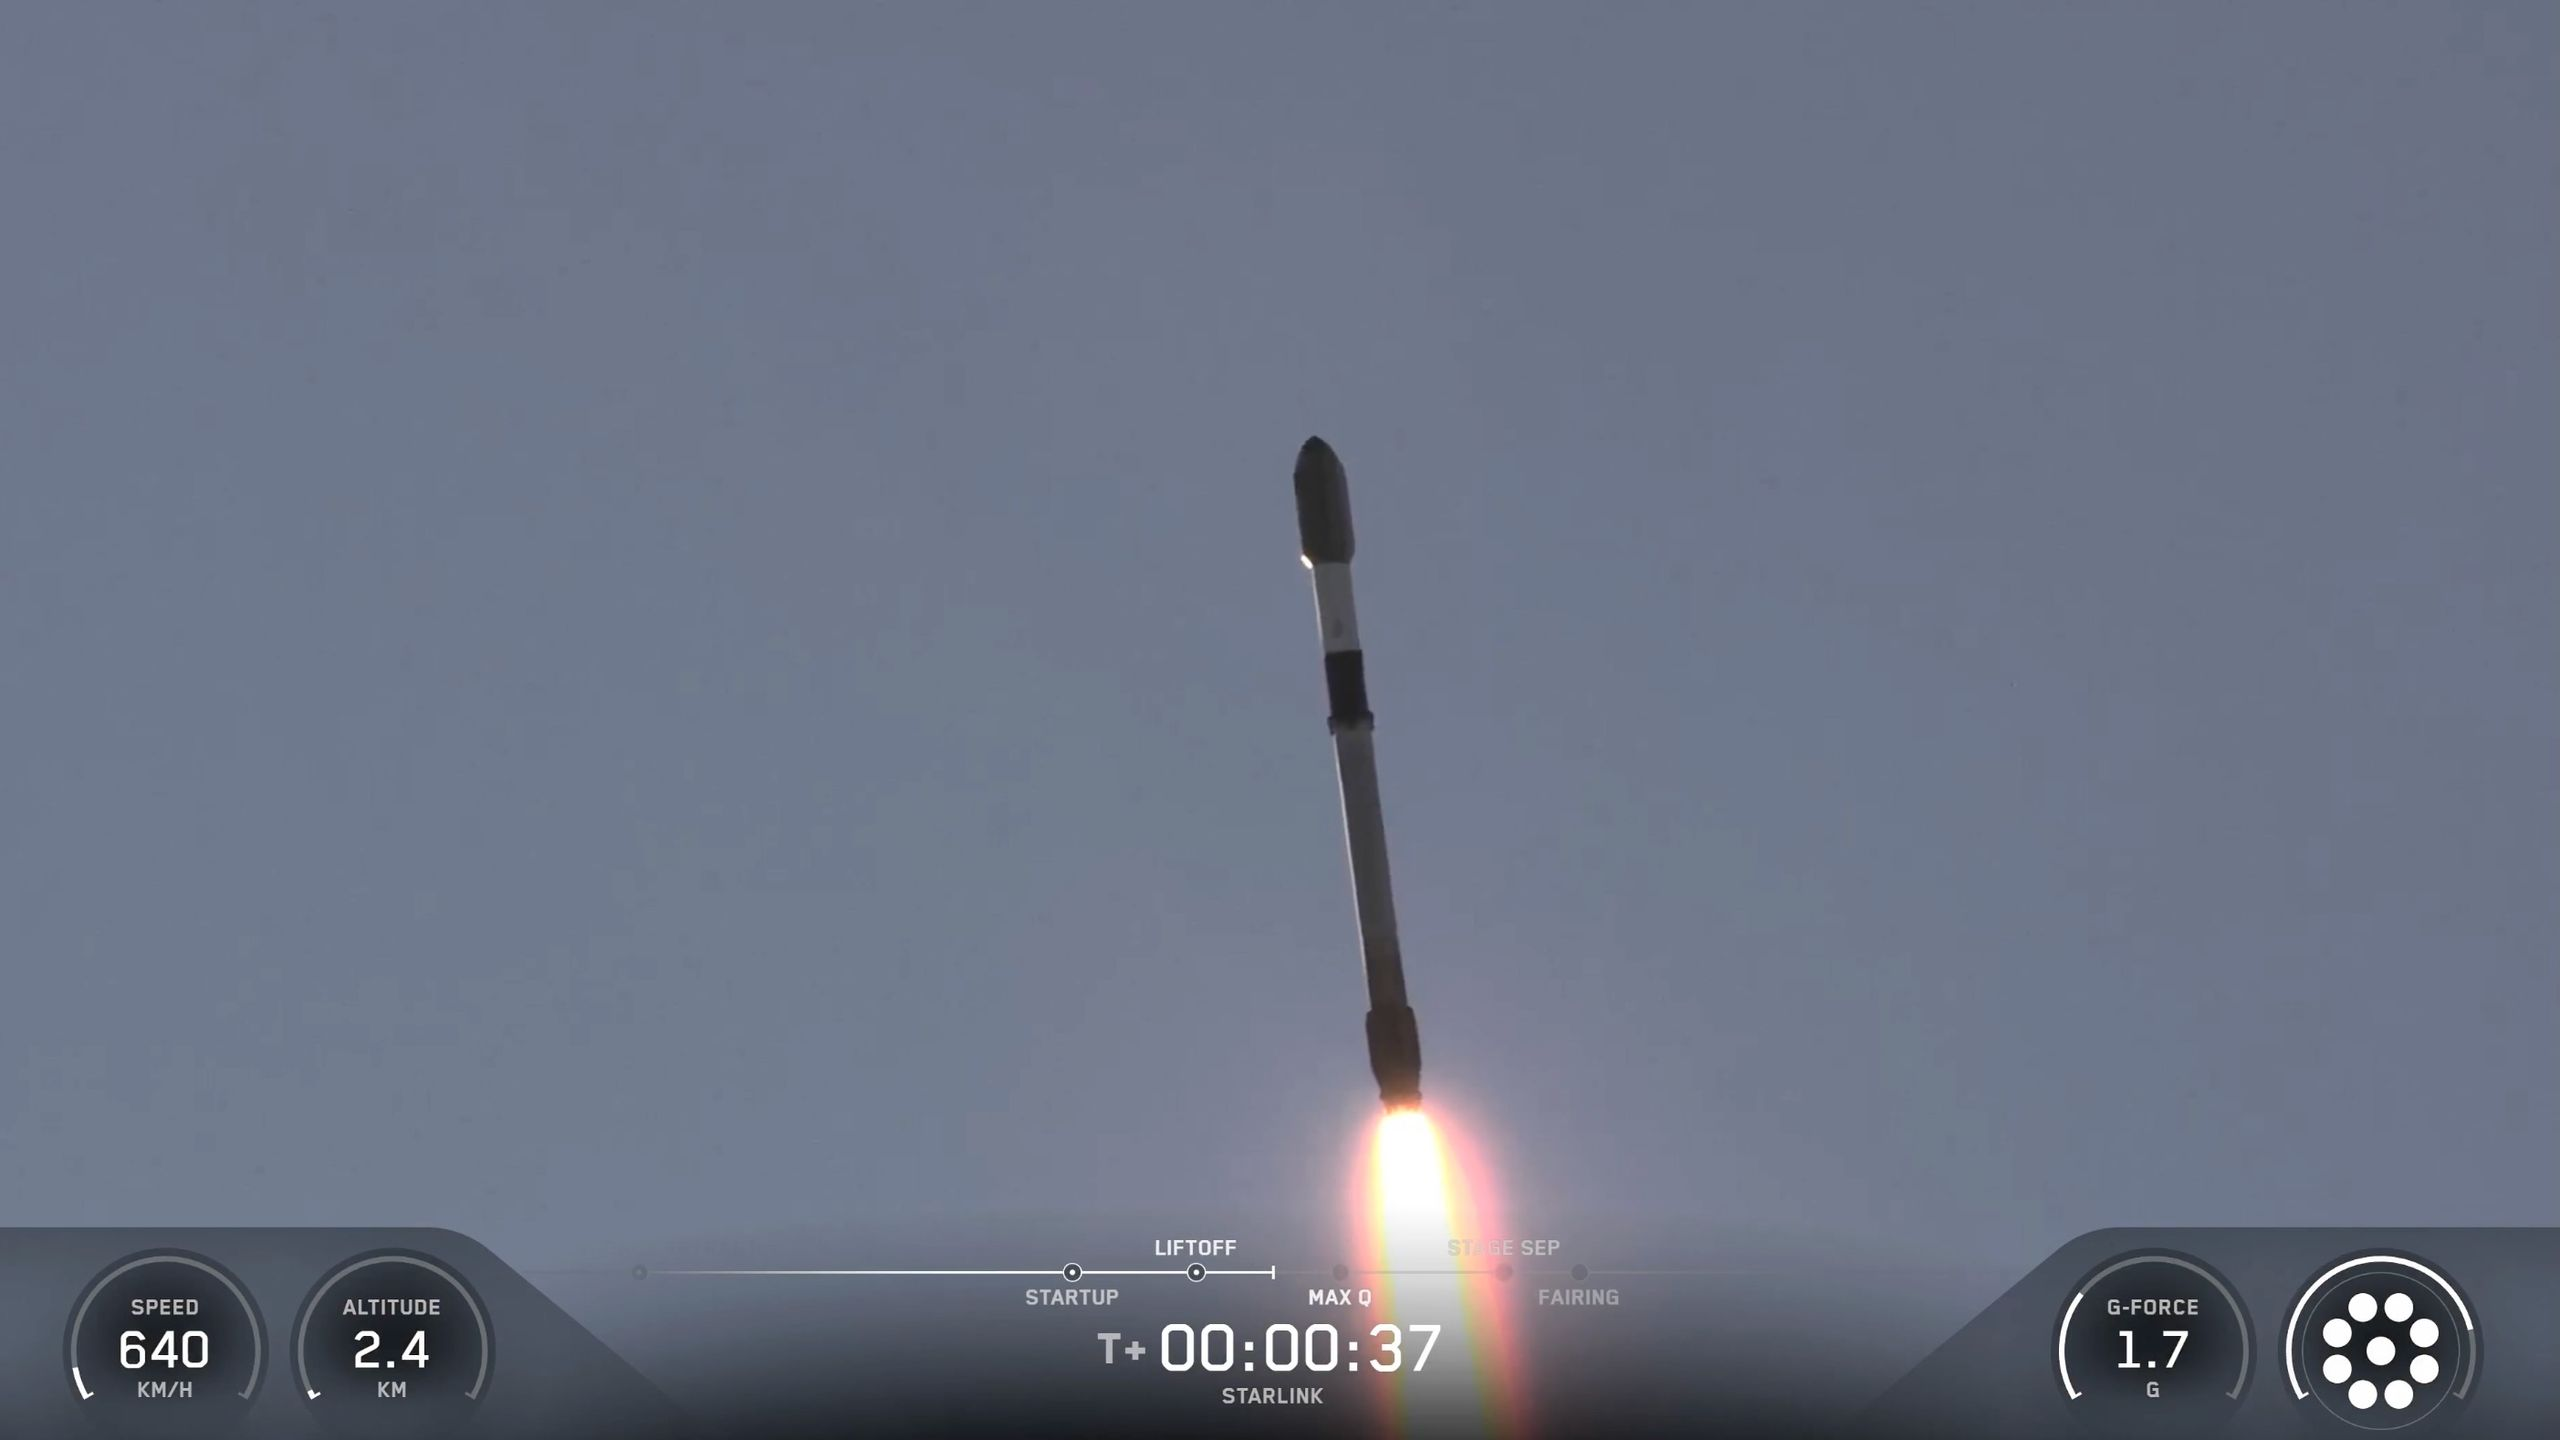 LIFTOFF
STAGE SEP
STARTUP
MAX Q
FAIRING
SPEED
640
KM/H
ALTITUDE
2.4
KM
T+ 00:00:37
STARLINK
G-FORCE
1.7
G